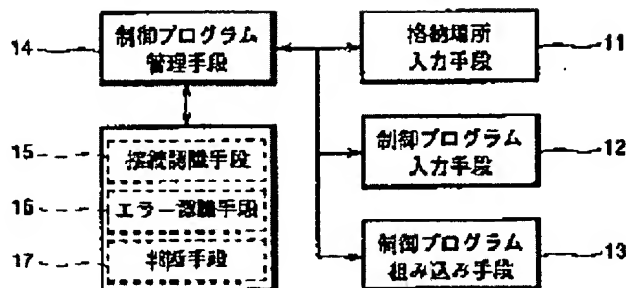 14
制御プログラム
管理手段
格納場所
入力手段
11
15
接続認識手段
16
エラー認識手段
17
判断手段
制御プログラム
入力手段
12
制御プログラム
組み込み手段
13